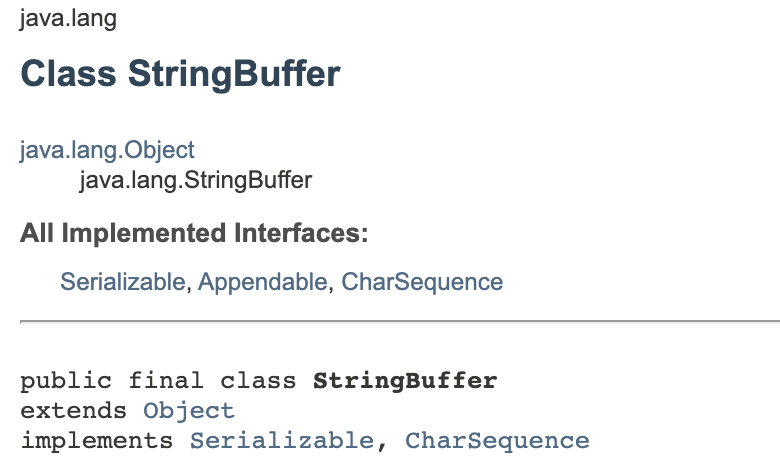 java.lang
Class StringBuffer
java.lang.Object
java.lang.StringBuffer
All Implemented Interfaces:
Serializable, Appendable, CharSequence
public final class StringBuffer
extends Object
implements Serializable, CharSequence